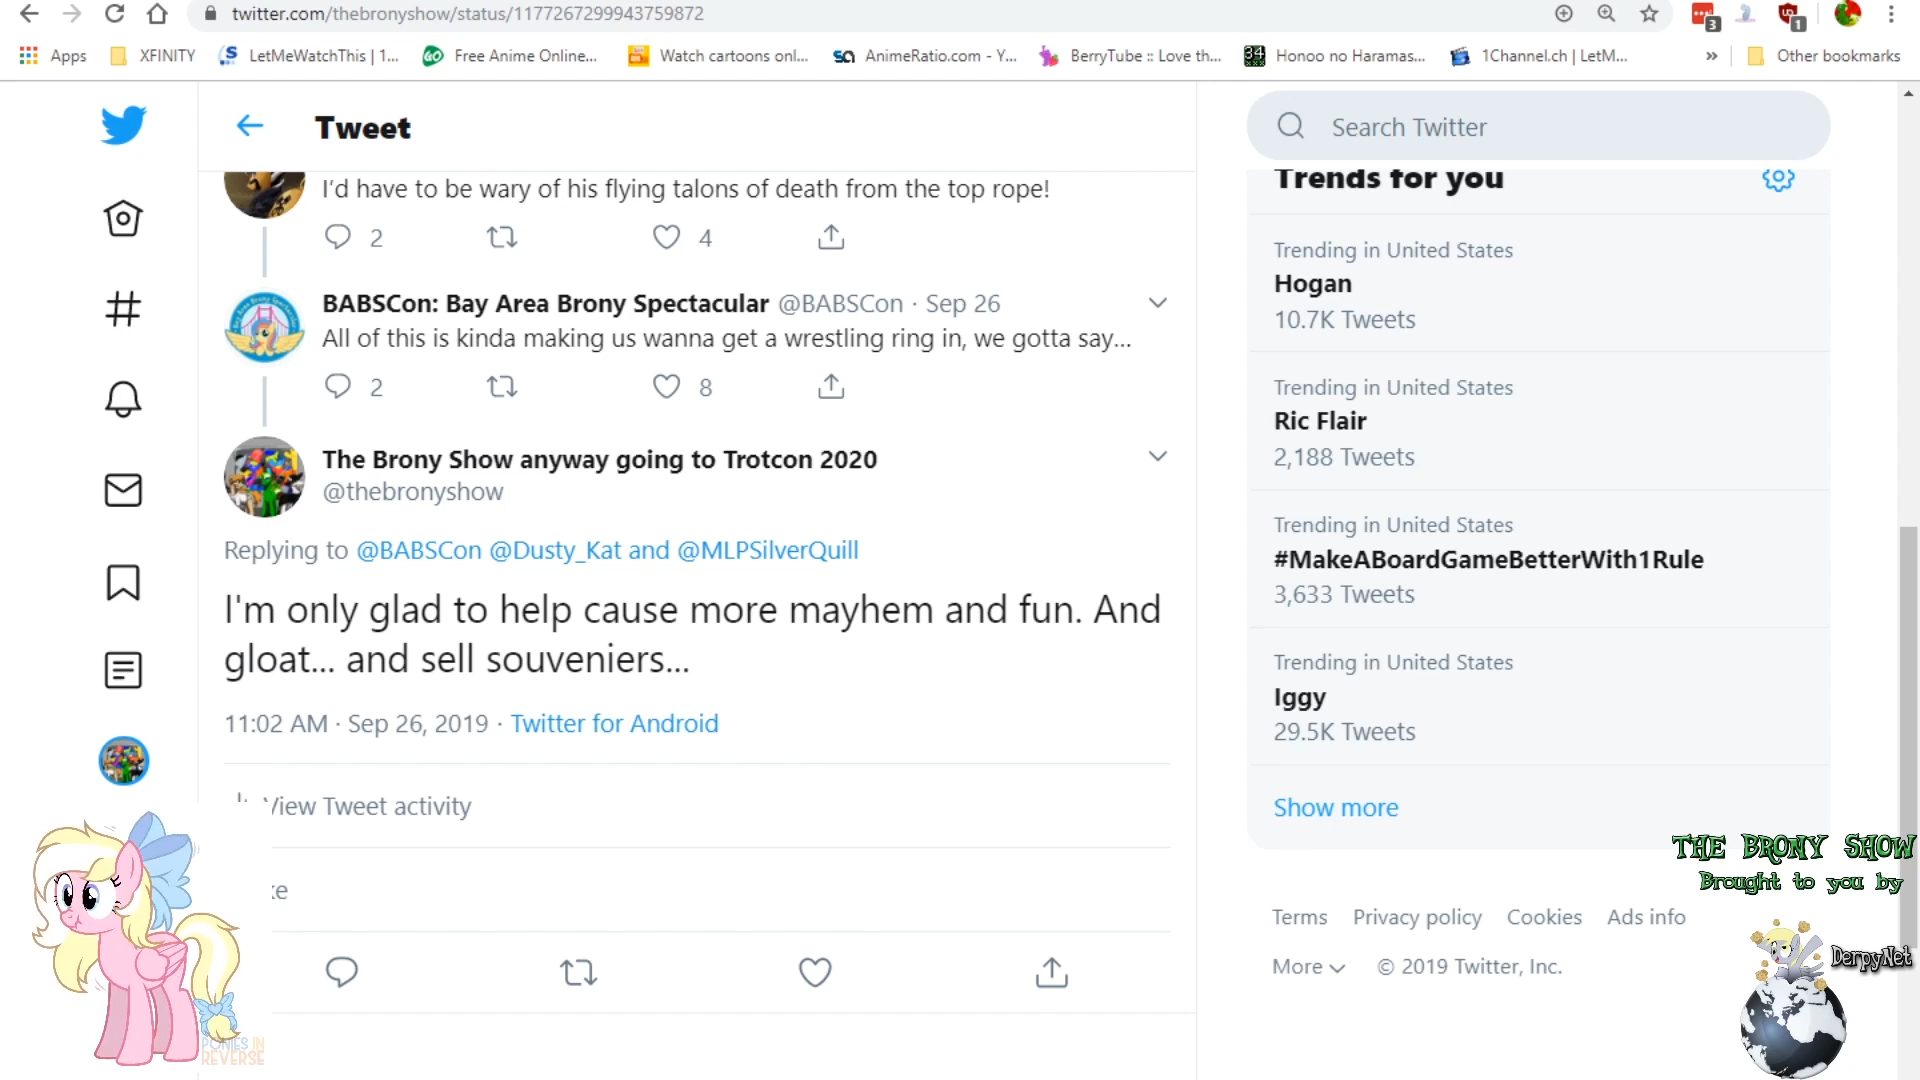 twitter.com/thebronyshow/status/1177267299943759872
3
1
Apps
XFINITY
LetMeWatchThis | 1...
Free Anime Online...
Watch cartoons onl...
AnimeRatio.com - Y...
BerryTube :: Love th...
Honoo no Haramas...
1Channel.ch | LetM...
»
Other bookmarks
Tweet
Search Twitter
I'd have to be wary of his flying talons of death from the top rope!
2
4
BABSCon: Bay Area Brony Spectacular @BABSCon · Sep 26
All of this is kinda making us wanna get a wrestling ring in, we gotta say...
2
8
The Brony Show anyway going to Trotcon 2020
@thebronyshow
Replying to @BABSCon @Dusty_Kat and @MLPSilverQuill
I'm only glad to help cause more mayhem and fun. And
gloat... and sell souveniers...
11:02 AM · Sep 26, 2019 · Twitter for Android
View Tweet activity
ke
Trends for you
Trending in United States
Hogan
10.7K Tweets
Trending in United States
Ric Flair
2,188 Tweets
Trending in United States
#MakeABoardGameBetterWith1Rule
3,633 Tweets
Trending in United States
Iggy
29.5K Tweets
Show more
Terms Privacy policy Cookies Ads info
More © 2019 Twitter, Inc.
THE BRONY SHOW
Brought to you by
DerpyNet
PONIES IN
REVERSE